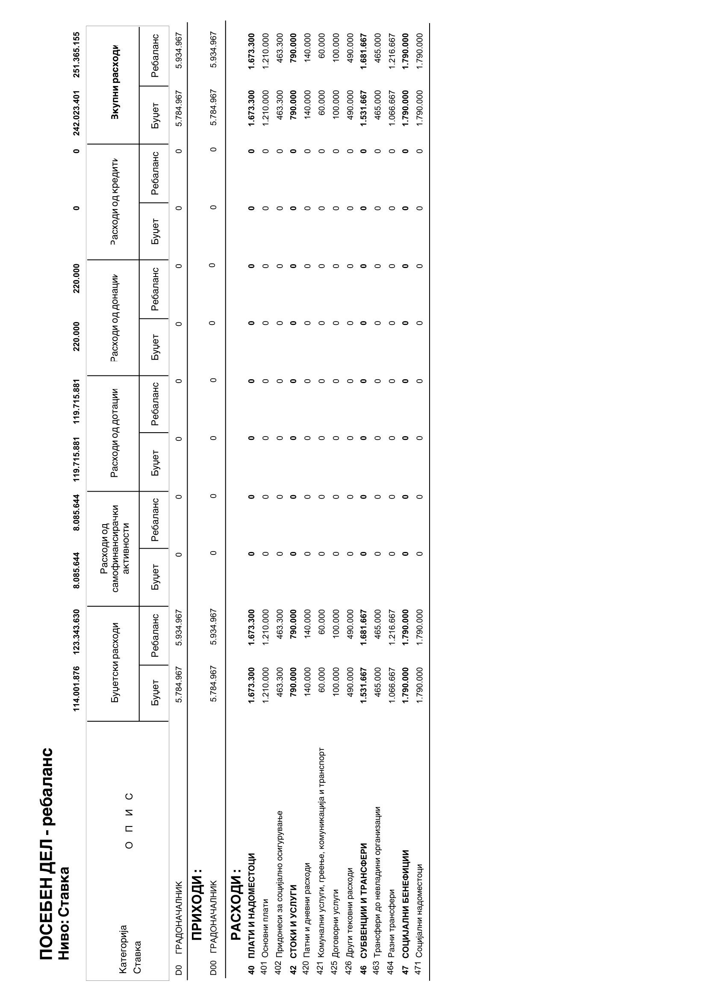 ПОСЕБЕН ДЕЛ - ребаланс
Ниво: Ставка
114.001.876 123.343.630 8.085.644 8.085.644 119.715.881 119.715.881 220.000 220.000 0 0 242.023.401 251.365.155
Категорија
Ставка
О П И С
Буџетски расходи
Расходи од
самофинансирачки
активности
Расходи од дотации
Расходи од донации
Расходи од кредити
Вкупни расходи
Буџет Ребаланс Буџет Ребаланс Буџет Ребаланс Буџет Ребаланс Буџет Ребаланс Буџет Ребаланс
D0 ГРАДОНАЧАЛНИК 5.784.967 5.934.967 0 0 0 0 0 0 0 0 5.784.967 5.934.967
ПРИХОДИ :
D00 ГРАДОНАЧАЛНИК 5.784.967 5.934.967 0 0 0 0 0 0 0 0 5.784.967 5.934.967
РАСХОДИ :
40 ПЛАТИ И НАДОМЕСТОЦИ 1.673.300 1.673.300 0 0 0 0 0 0 0 0 1.673.300 1.673.300
401 Основни плати 1.210.000 1.210.000 0 0 0 0 0 0 0 0 1.210.000 1.210.000
402 Придонеси за социјално осигурување 463.300 463.300 0 0 0 0 0 0 0 0 463.300 463.300
42 СТОКИ И УСЛУГИ 790.000 790.000 0 0 0 0 0 0 0 0 790.000 790.000
420 Патни и дневни расходи 140.000 140.000 0 0 0 0 0 0 0 0 140.000 140.000
421 Комунални услуги, греење, комуникација и транспорт 60.000 60.000 0 0 0 0 0 0 0 0 60.000 60.000
425 Договорни услуги 100.000 100.000 0 0 0 0 0 0 0 0 100.000 100.000
426 Други тековни расходи 490.000 490.000 0 0 0 0 0 0 0 0 490.000 490.000
46 СУБВЕНЦИИ И ТРАНСФЕРИ 1.531.667 1.681.667 0 0 0 0 0 0 0 0 1.531.667 1.681.667
463 Трансфери до невладини организации 465.000 465.000 0 0 0 0 0 0 0 0 465.000 465.000
464 Разни трансфери 1.066.667 1.216.667 0 0 0 0 0 0 0 0 1.066.667 1.216.667
47 СОЦИЈАЛНИ БЕНЕФИЦИИ 1.790.000 1.790.000 0 0 0 0 0 0 0 0 1.790.000 1.790.000
471 Социјални надоместоци 1.790.000 1.790.000 0 0 0 0 0 0 0 0 1.790.000 1.790.000